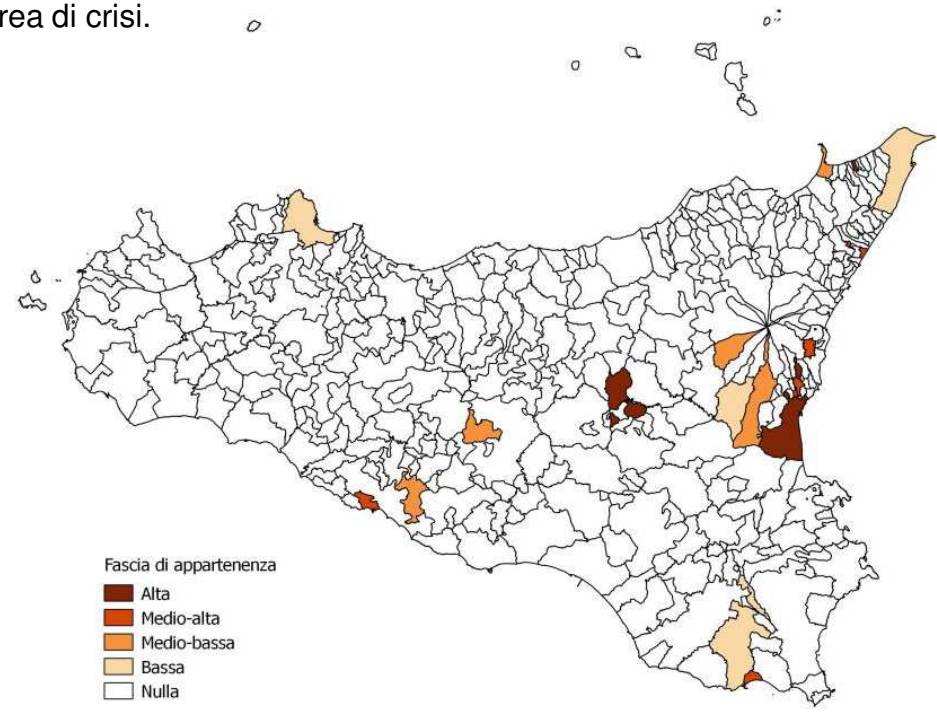 rea di crisi.
Fascia di appartenenza
Alta
Medio-alta
Medio-bassa
Bassa
Nulla